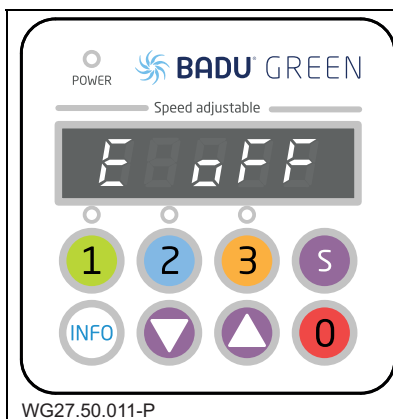 POWER
BADU® GREEN
Speed adjustable
E oFF
1 2 3 S
INFO 0
WG27.50.011-P